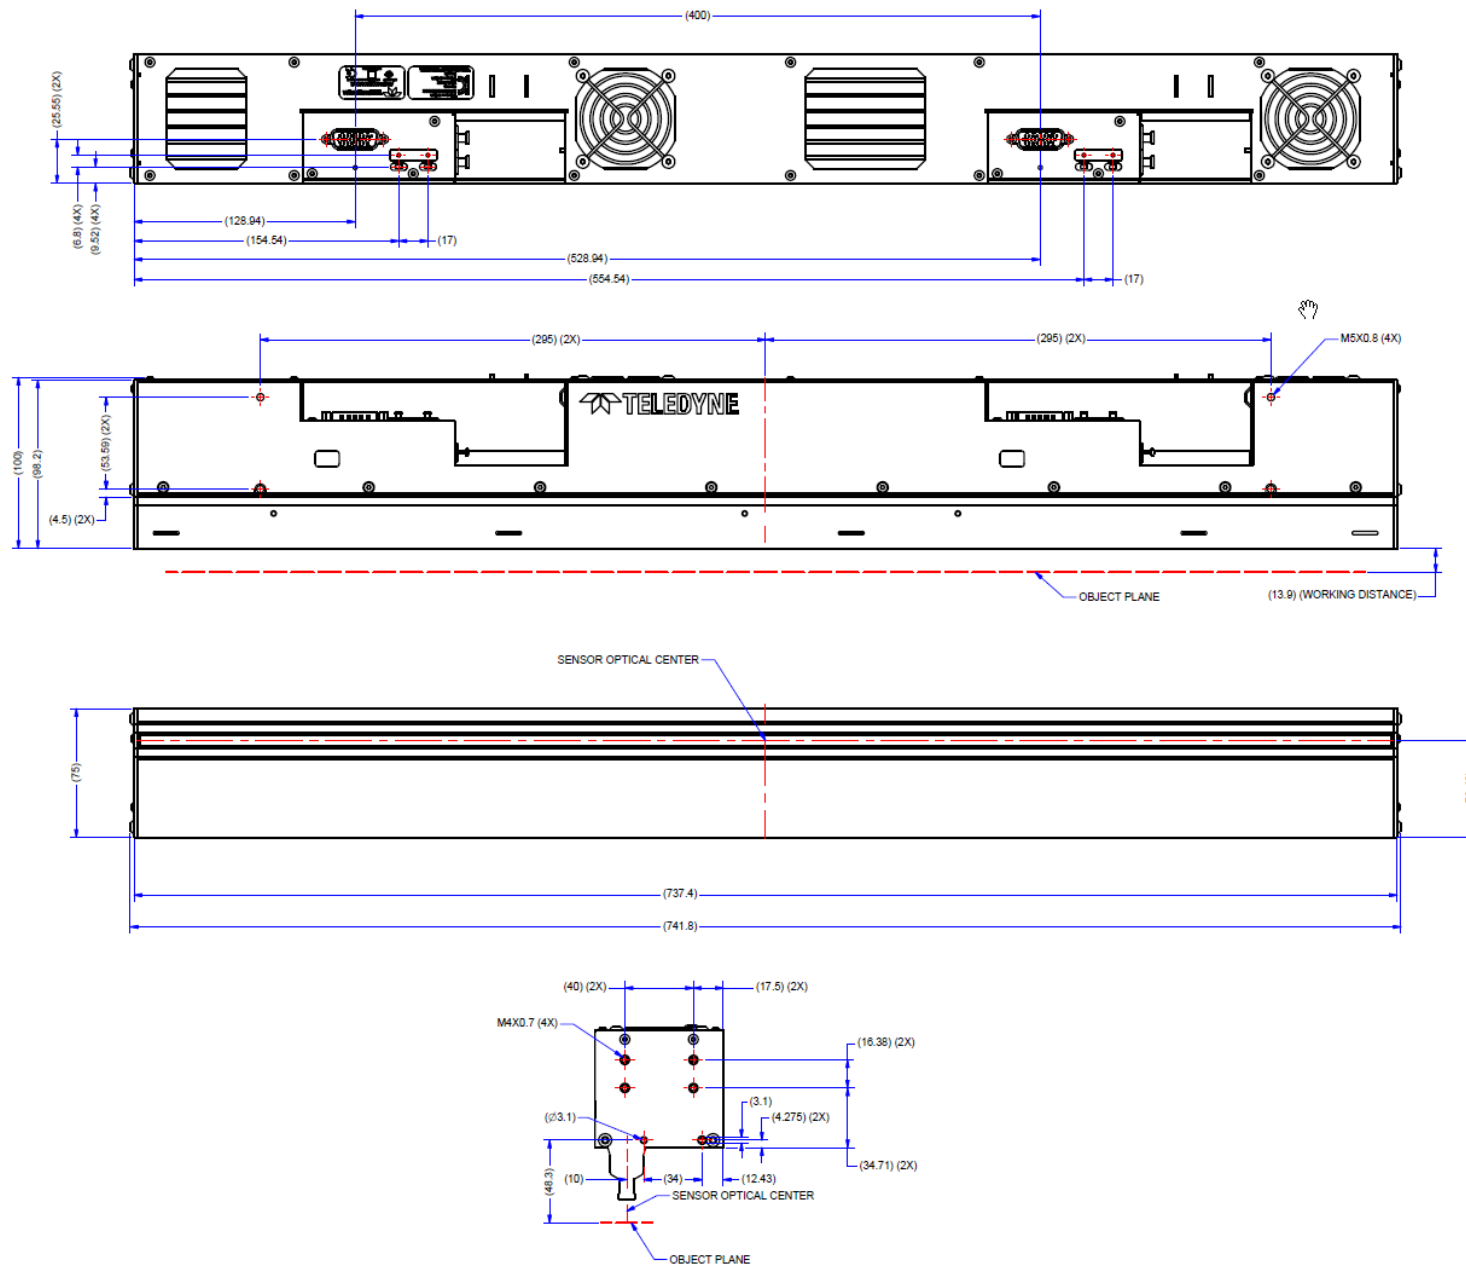 (400)
(25.55) (2X)
(6.8) (4X)
(9.52) (4X)
(128.94)
(154.54)
(17)
(528.94)
(554.54)
(17)
(295) (2X)
(295) (2X)
M5X0.8 (4X)
TELEDYNE
(100)
(98.2)
(53.59) (2X)
(4.5) (2X)
OBJECT PLANE
(13.9) (WORKING DISTANCE)
SENSOR OPTICAL CENTER
(75)
(737.4)
(741.8)
(40) (2X)
(17.5) (2X)
M4X0.7 (4X)
(16.38) (2X)
(3.1)
(∅3.1)
(4.275) (2X)
(34.71) (2X)
(48.3)
(10)
(34)
(12.43)
SENSOR OPTICAL CENTER
OBJECT PLANE